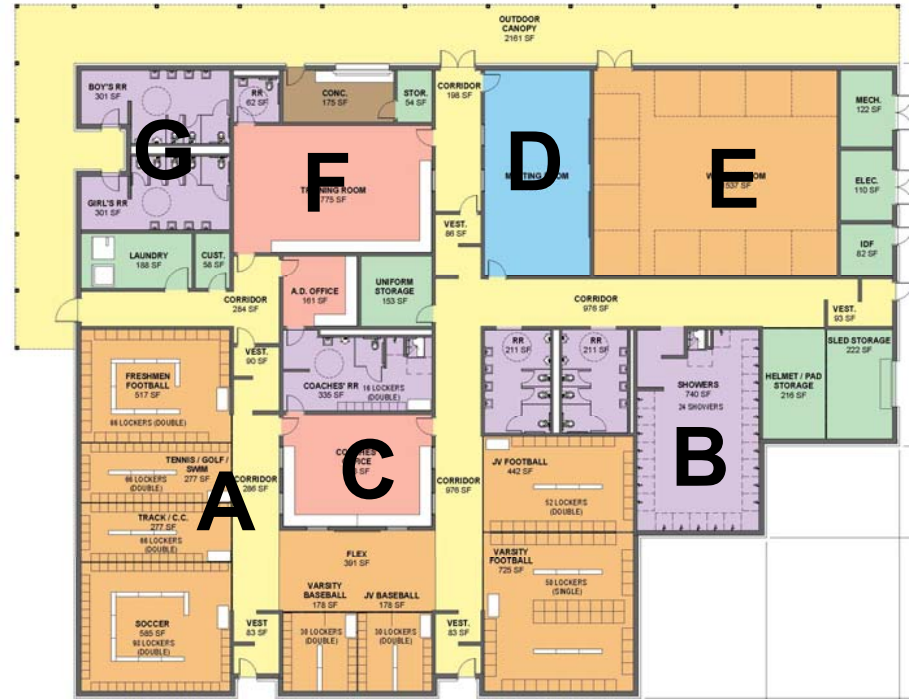 OUTDOOR
CANOPY
2161 SF
BOY'S RR
301 SF
RR
62 SF
CONC.
175 SF
STOR.
54 SF
CORRIDOR
198 SF
MECH.
122 SF
G
F
D
E
ROOM
TRAINING ROOM
775 SF
ELEC.
110 SF
GIRL'S RR
301 SF
VEST.
86 SF
IDF
82 SF
LAUNDRY
188 SF
CUST.
58 SF
A.D. OFFICE
161 SF
UNIFORM
STORAGE
153 SF
CORRIDOR
284 SF
CORRIDOR
976 SF
VEST.
93 SF
VEST.
90 SF
RR
211 SF
RR
211 SF
SLED STORAGE
222 SF
FRESHMEN
FOOTBALL
517 SF
86 LOCKERS (DOUBLE)
COACHES' RR
335 SF
16 LOCKERS
(DOUBLE)
SHOWERS
740 SF
24 SHOWERS
HELMET / PAD
STORAGE
216 SF
TENNIS / GOLF /
SWIM
277 SF
66 LOCKERS
(DOUBLE)
A
CORRIDOR
286 SF
C
CORRIDOR
976 SF
JV FOOTBALL
442 SF
52 LOCKERS
(DOUBLE)
B
TRACK / C.C.
277 SF
66 LOCKERS
(DOUBLE)
FLEX
391 SF
VARSITY
FOOTBALL
725 SF
50 LOCKERS
(SINGLE)
VARSITY
BASEBALL
178 SF
JV BASEBALL
178 SF
SOCCER
585 SF
90 LOCKERS
(DOUBLE)
VEST
83 SF
30 LOCKERS
(DOUBLE)
30 LOCKERS
(DOUBLE)
VEST.
83 SF